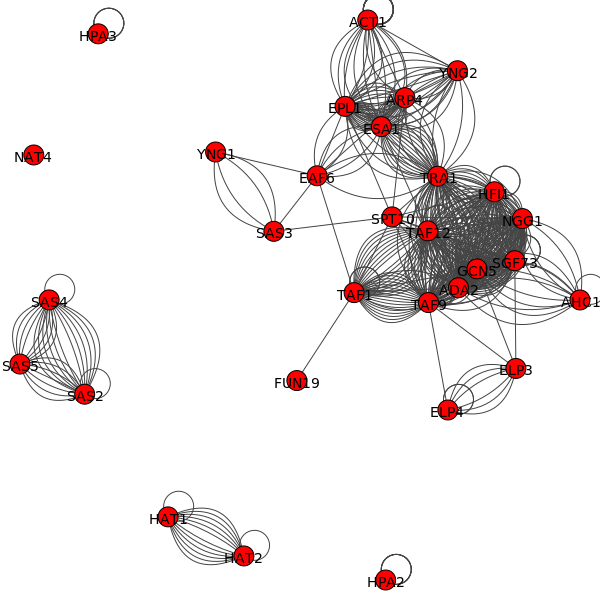 ACT1
HPA3
YNG2
ARP4
EPL1
ESA1
YNG1
NAT4
EAF6
TRA1
HFI1
SPT10
NGG1
SAS3
TAF12
SGF73
GCN5
ADA2
TAF1
SAS4
AHC1
TAF9
SAS5
ELP3
FUN19
SAS2
ELP4
HAT1
HAT2
HPA2